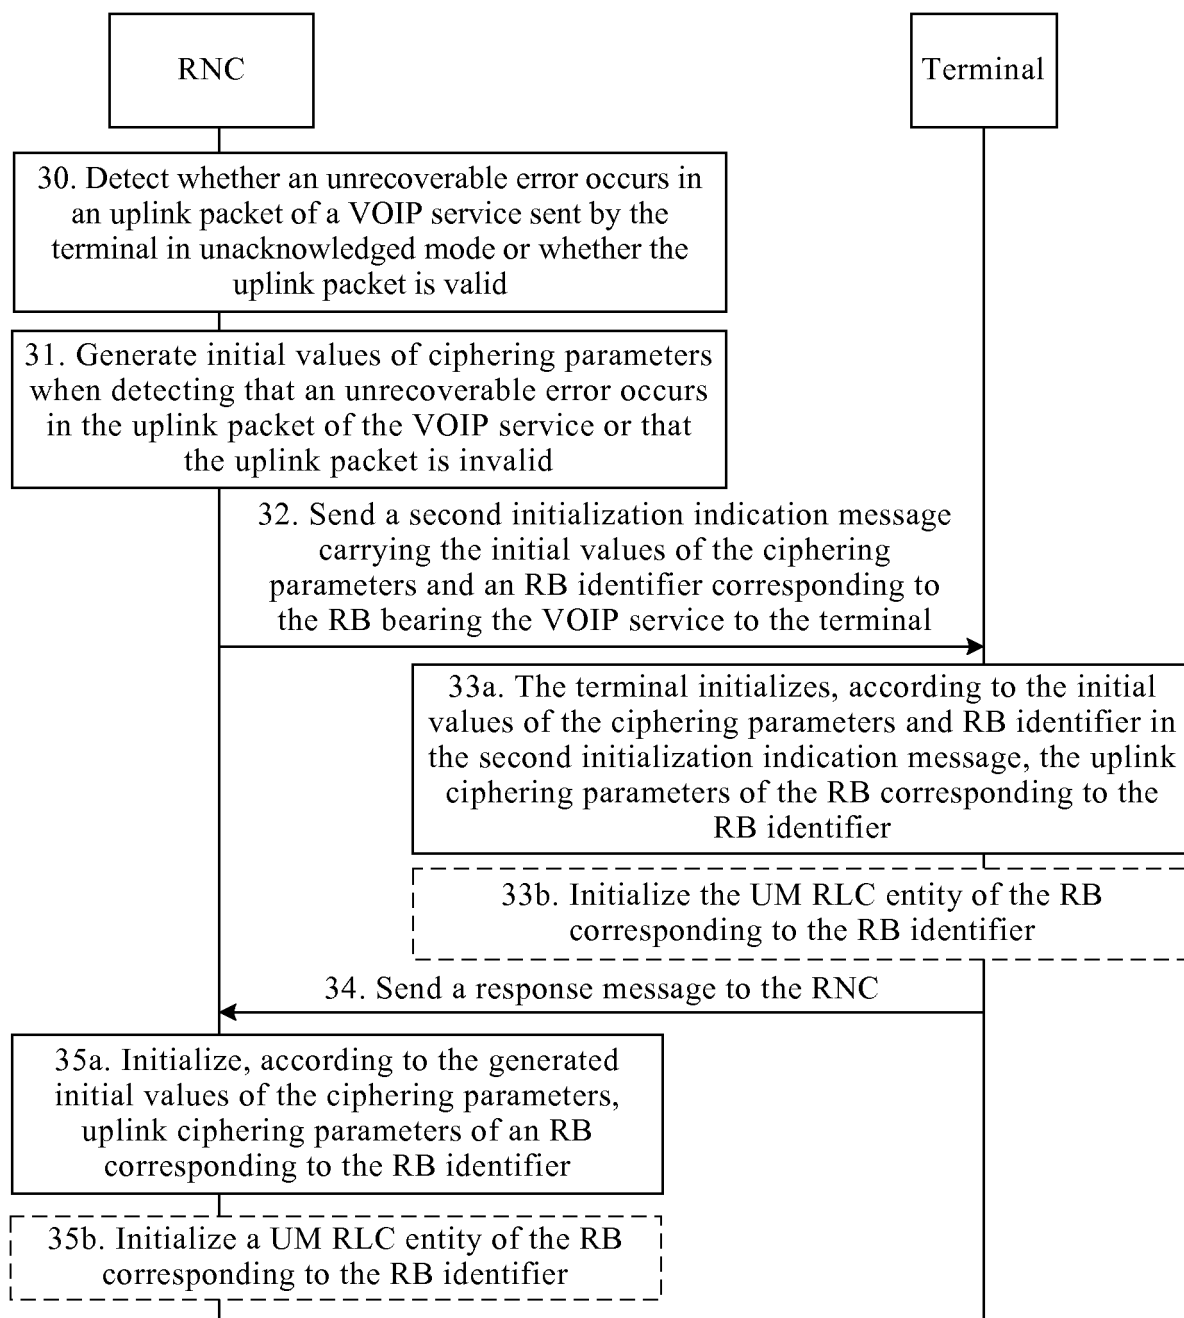 RNC
Terminal
30. Detect whether an unrecoverable error occurs in
an uplink packet of a VOIP service sent by the
terminal in unacknowledged mode or whether the
uplink packet is valid
31. Generate initial values of ciphering parameters
when detecting that an unrecoverable error occurs
in the uplink packet of the VOIP service or that
the uplink packet is invalid
32. Send a second initialization indication message
carrying the initial values of the ciphering
parameters and an RB identifier corresponding to
the RB bearing the VOIP service to the terminal
33a. The terminal initializes, according to the initial
values of the ciphering parameters and RB identifier in
the second initialization indication message, the uplink
ciphering parameters of the RB corresponding to the
RB identifier
33b. Initialize the UM RLC entity of the RB
corresponding to the RB identifier
34. Send a response message to the RNC
35a. Initialize, according to the generated
initial values of the ciphering parameters,
uplink ciphering parameters of an RB
corresponding to the RB identifier
35b. Initialize a UM RLC entity of the RB
corresponding to the RB identifier